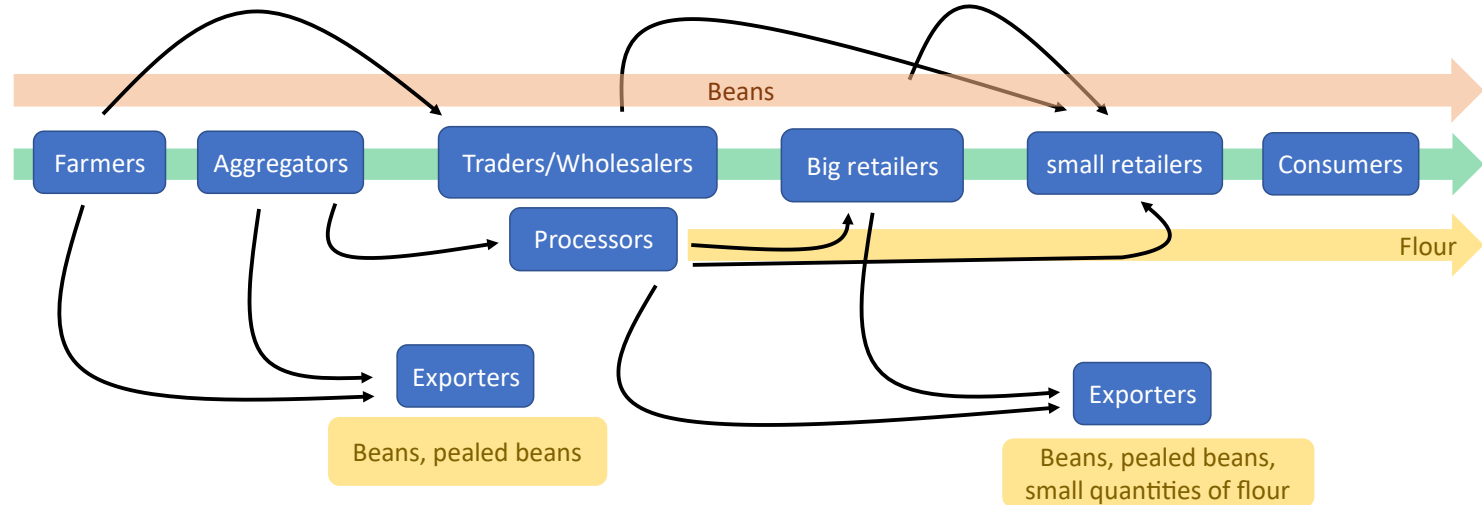 Beans
Farmers
Aggregators
Traders/Wholesalers
Big retailers
small retailers
Consumers
Processors
Flour
Exporters
Beans, pealed beans
Exporters
Beans, pealed beans,
small quantities of flour